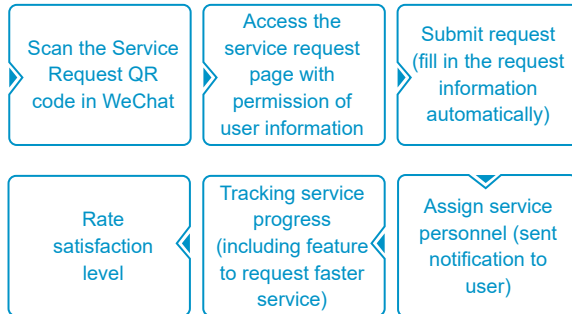 Scan the Service
Request QR
code in WeChat
Access the
service request
page with
permission of
user information
Submit request
(fill in the request
information
automatically)
Assign service
personnel (sent
notification to
user)
Tracking service
progress
(including feature
to request faster
service)
Rate
satisfaction
level